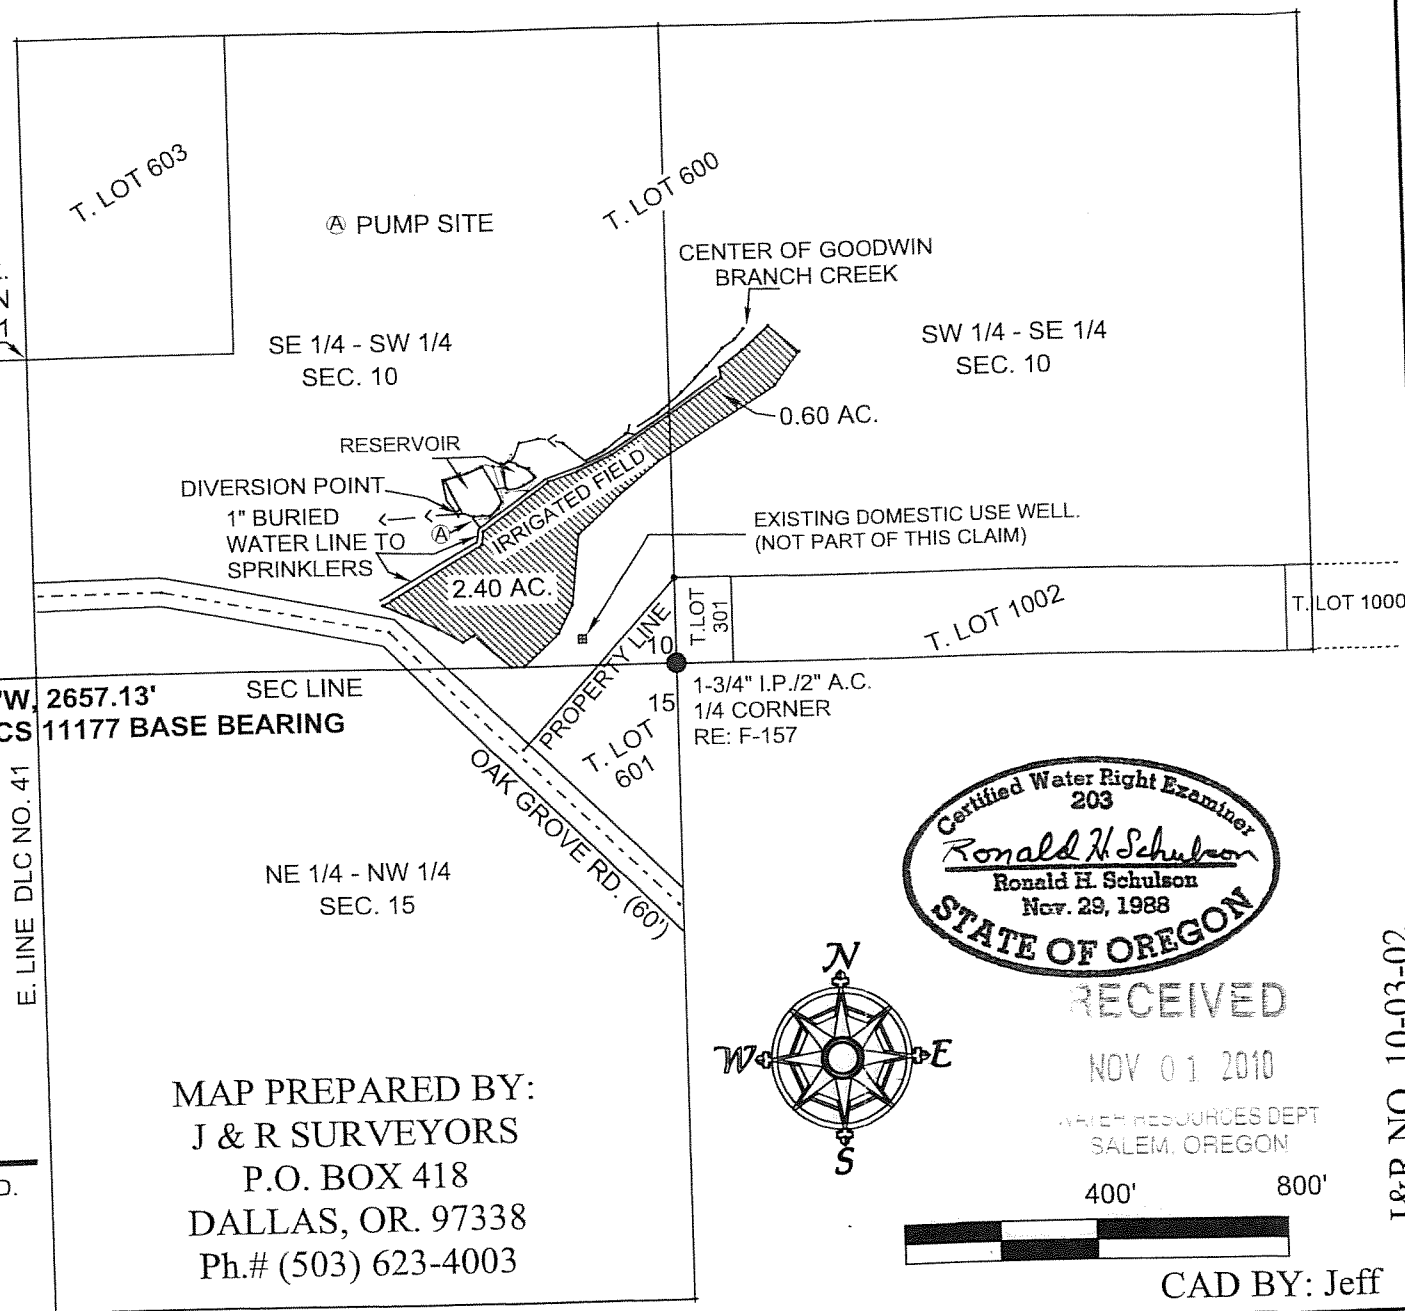 T. LOT 603
T. LOT 600
Ⓐ PUMP SITE
CENTER OF GOODWIN
BRANCH CREEK
SE 1/4 - SW 1/4
SEC. 10
SW 1/4 - SE 1/4
SEC. 10
0.60 AC.
RESERVOIR
DIVERSION POINT
1" BURIED
WATER LINE TO
SPRINKLERS
Ⓐ
IRRIGATED FIELD
2.40 AC.
EXISTING DOMESTIC USE WELL.
(NOT PART OF THIS CLAIM)
PROPERTY LINE
T.LOT
301
T. LOT 1002
T. LOT 1000
10
15
'W, 2657.13'
SEC LINE
CS 11177 BASE BEARING
1-3/4" I.P./2" A.C.
1/4 CORNER
RE: F-157
T. LOT
601
OAK GROVE RD. (60')
E. LINE DLC NO. 41
NE 1/4 - NW 1/4
SEC. 15
Certified Water Right Examiner
203
Ronald H. Schulson
Ronald H. Schulson
Nov. 29, 1988
STATE OF OREGON
N
W
E
S
RECEIVED
NOV 01 2010
WATER RESOURCES DEPT
SALEM, OREGON
MAP PREPARED BY:
J & R SURVEYORS
P.O. BOX 418
DALLAS, OR. 97338
Ph.# (503) 623-4003
400'
800'
CAD BY: Jeff
J&R NO. 10-03-02
D.